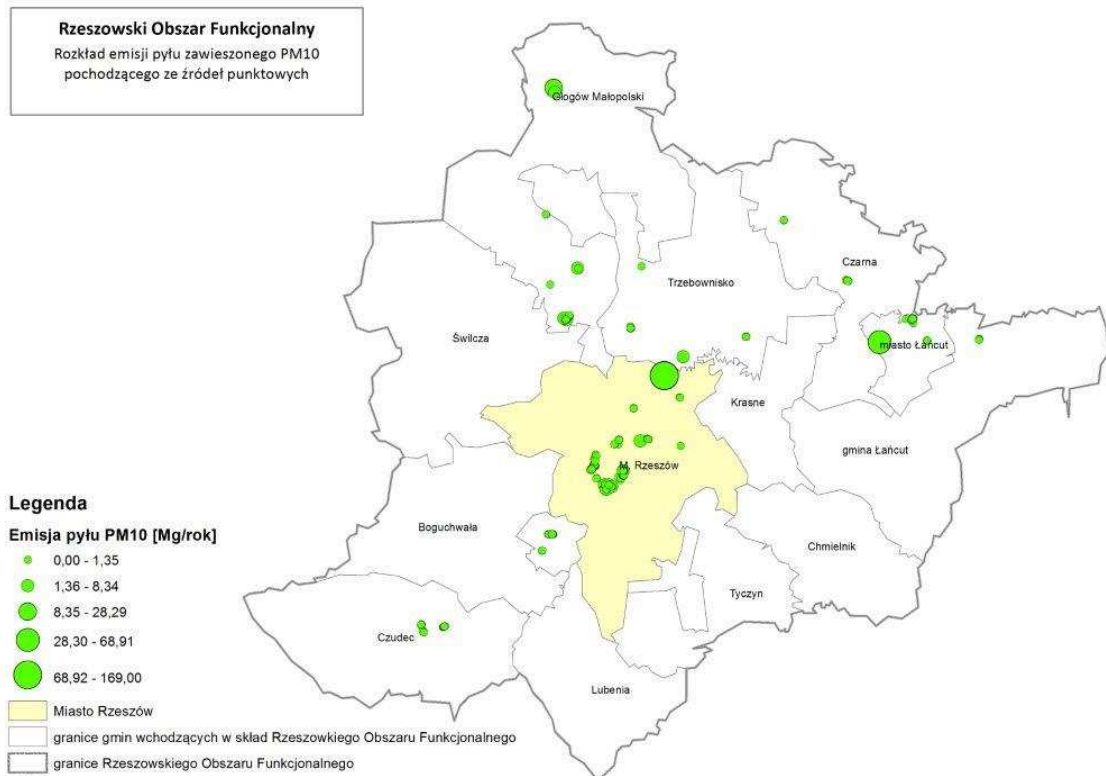 Rzeszowski Obszar Funkcjonalny
Rozkład emisji pyłu zawieszonego PM10
pochodzącego ze źródeł punktowych
Głogów Małopolski
Czarna
Trzebownisko
Świlcza
miasto Łańcut
Krasne
gmina Łańcut
M. Rzeszów
Boguchwała
Chmielnik
Tyczyn
Czudec
Lubenia
Legenda
Emisja pyłu PM10 [Mg/rok]
0,00 - 1,35
1,36 - 8,34
8,35 - 28,29
28,30 - 68,91
68,92 - 169,00
Miasto Rzeszów
granice gmin wchodzących w skład Rzeszowkiego Obszaru Funkcjonalnego
granice Rzeszowskiego Obszaru Funkcjonalnego